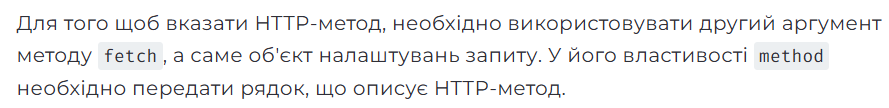 Для того щоб вказати HTTP-метод, необхідно використовувати другий аргумент
методу fetch, а саме об'єкт налаштувань запиту. У його властивості method
необхідно передати рядок, що описує HTTP-метод.